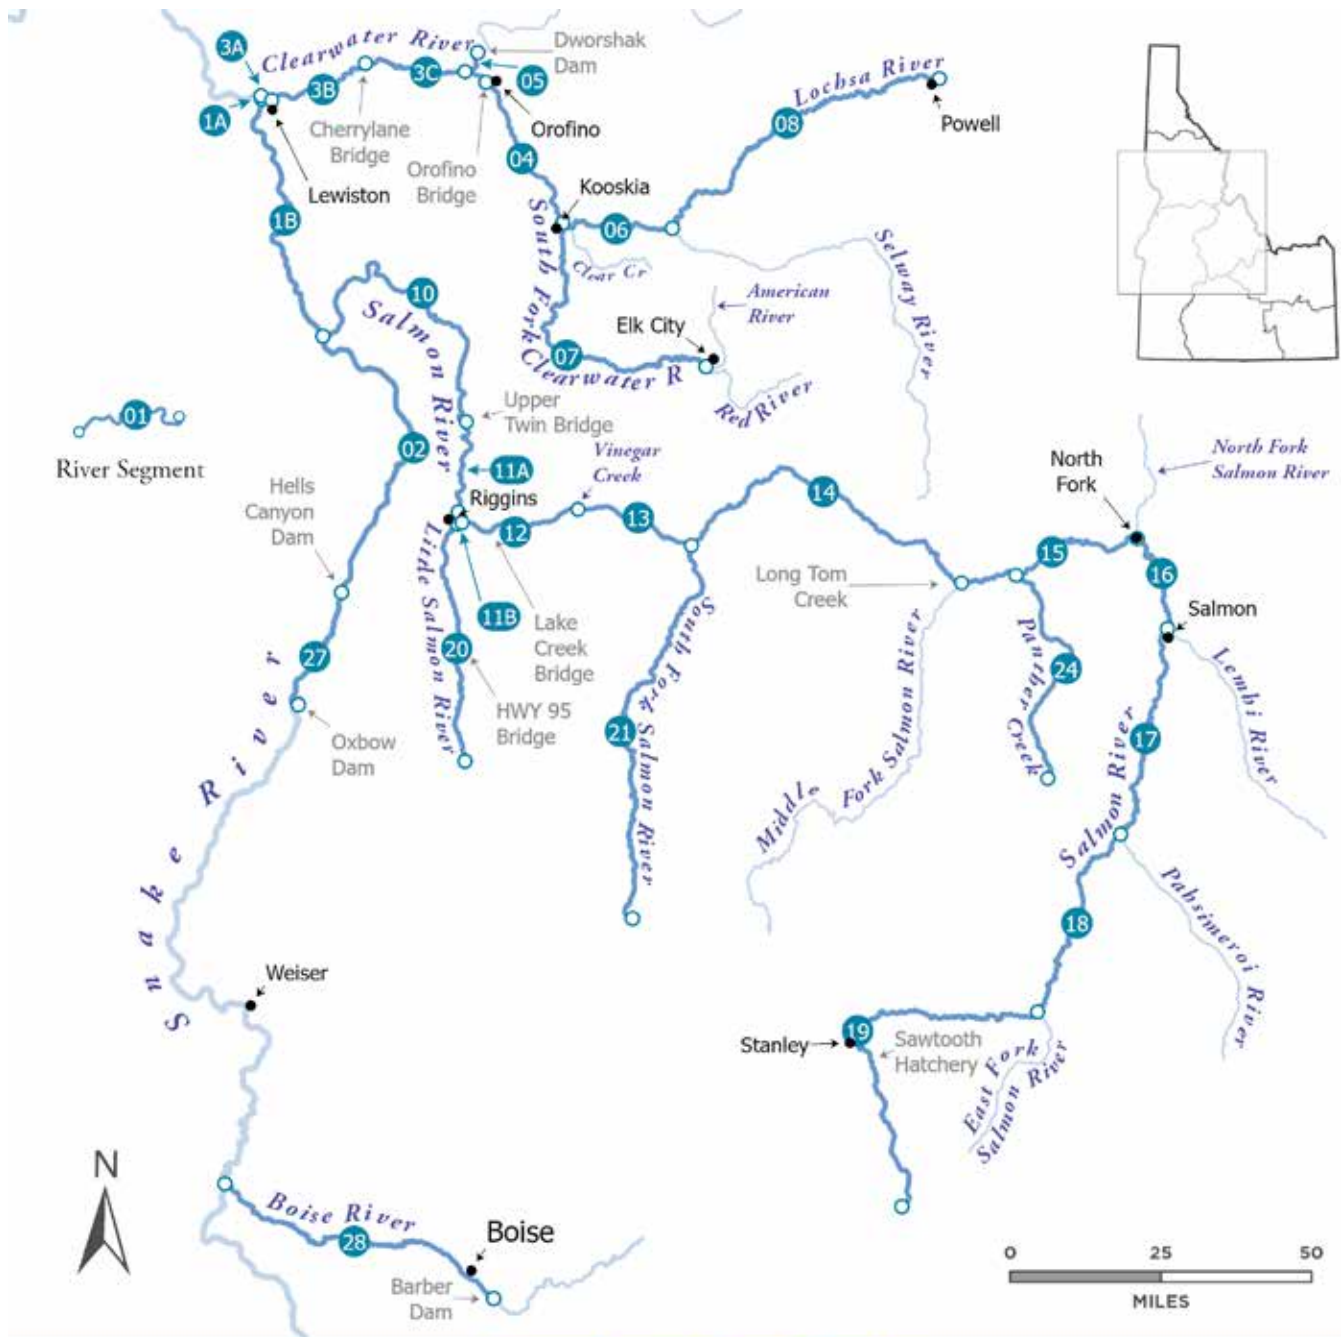 3A
Clearwater River
Dworshak
Dam
3B
3C
05
1A
Cherrylane
Bridge
Orofino
Bridge
Orofino
Lewiston
04
Lochsa River
08
Powell
1B
Kooskia
06
South Fork
Clearwater R
Clear Cr
Selway River
American
River
Elk City
07
Red River
10
Salmon River
01
River Segment
02
Upper
Twin Bridge
Vinegar
Creek
11A
Riggins
12
13
14
North
Fork
North Fork
Salmon River
Hells
Canyon
Dam
15
16
Long Tom
Creek
Salmon
Little Salmon River
11B
Lake
Creek
Bridge
20
HWY 95
Bridge
South Fork Salmon River
21
Middle Fork Salmon River
Panther Creek
24
Lemhi River
27
Oxbow
Dam
Snake River
17
Salmon River
18
Pahsimeroi River
Weiser
19
Stanley
Sawtooth
Hatchery
East Fork
Salmon River
N
Boise River
28
Boise
Barber
Dam
0 25 50
MILES